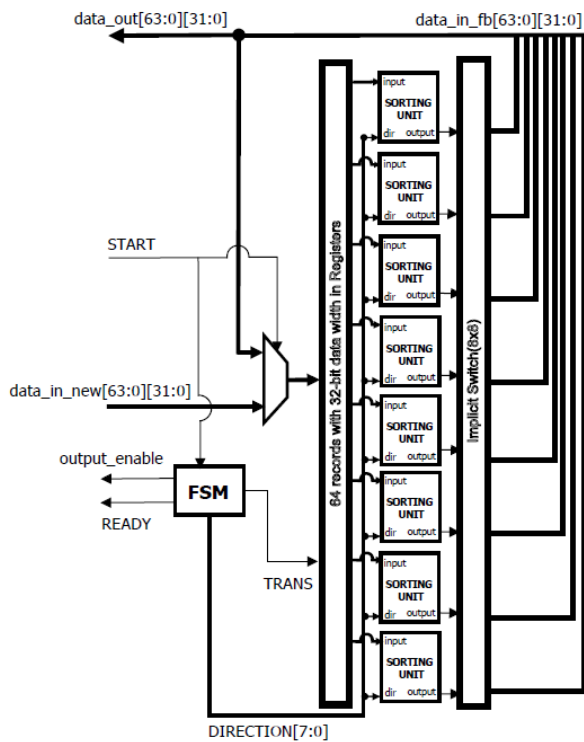 data_out[63:0][31:0]
data_in_fb[63:0][31:0]
input
SORTING
UNIT
dir output
input
SORTING
UNIT
dir output
input
SORTING
UNIT
dir output
input
SORTING
UNIT
dir output
input
SORTING
UNIT
dir output
input
SORTING
UNIT
dir output
input
SORTING
UNIT
dir output
input
SORTING
UNIT
dir output
64 records with 32-bit data width in Registers
Implicit Switch(8x8)
START
data_in_new[63:0][31:0]
output_enable
FSM
READY
TRANS
DIRECTION[7:0]